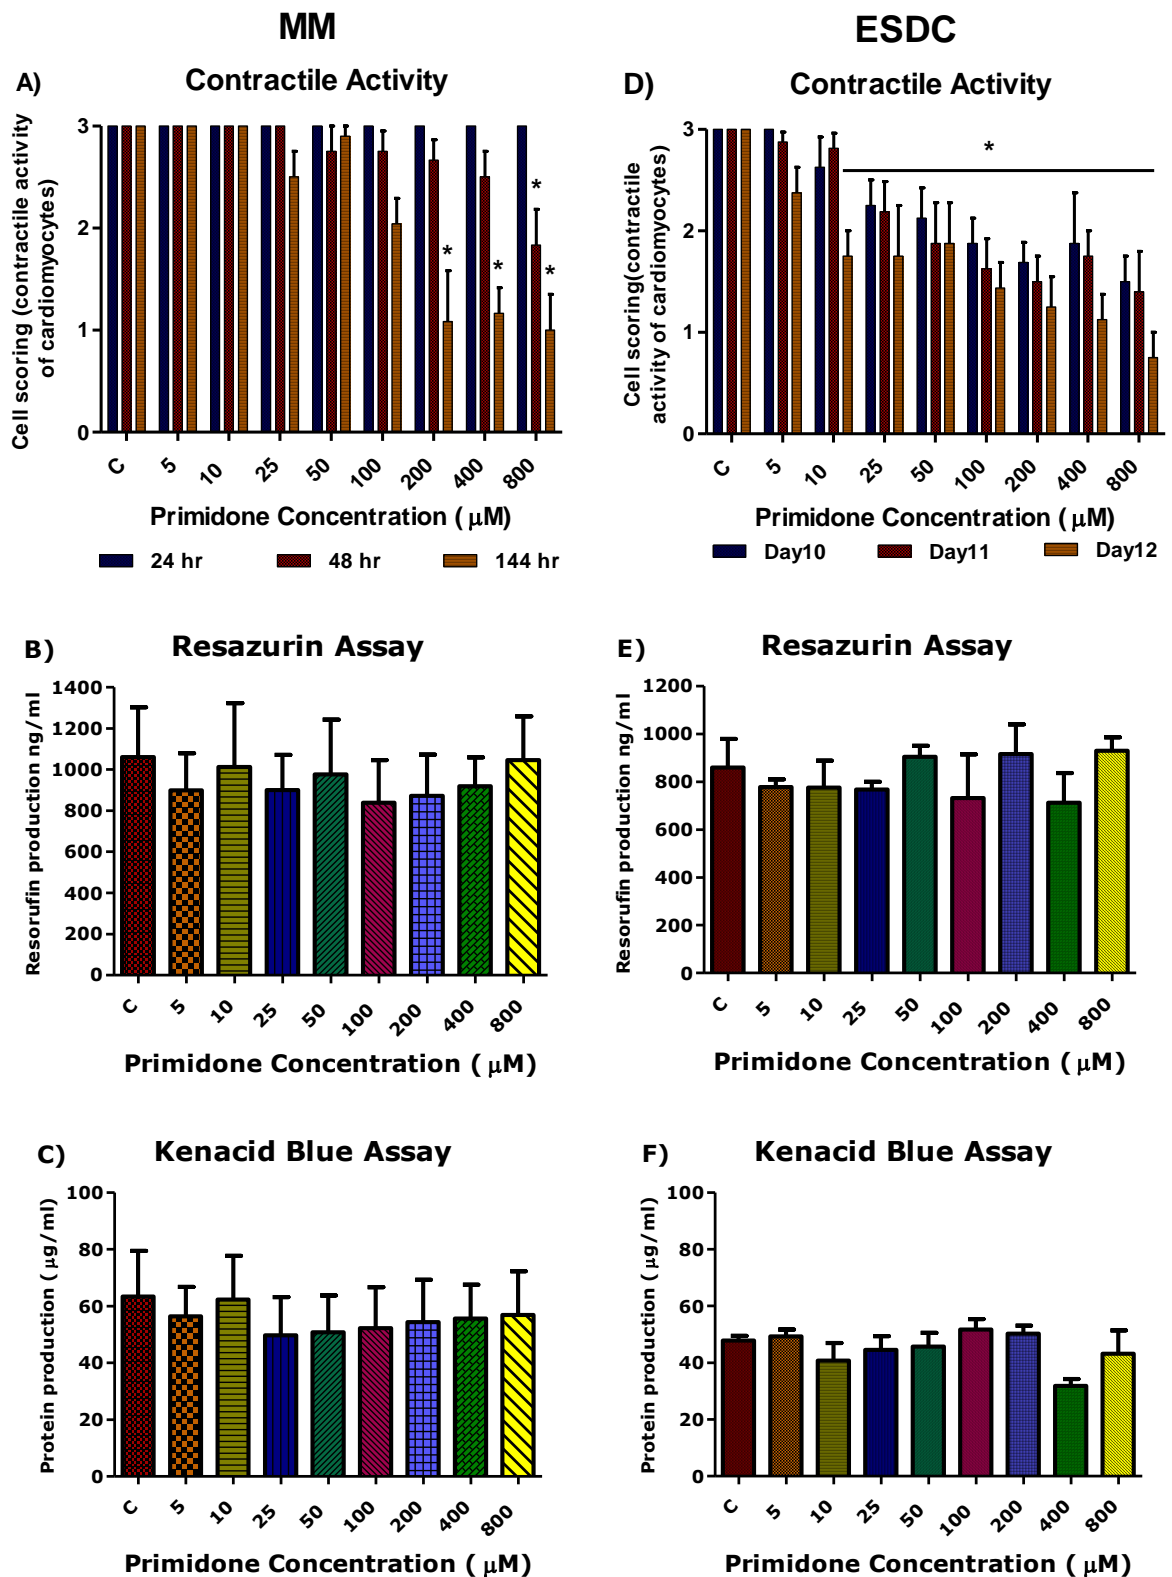 MM
ESDC
A)
Contractile Activity
Cell scoring (contractile activity
of cardiomyocytes)
3
2
1
0
*
*
*
*
C
5
10
25
50
100
200
400
800
Primidone Concentration ( μM)
24 hr
48 hr
144 hr
D)
Contractile Activity
Cell scoring(contractile
activity of cardiomyocytes)
3
2
1
0
*
C
5
10
25
50
100
200
400
800
Primidone Concentration ( μM)
Day10
Day11
Day12
B)
Resazurin Assay
Resorufin production ng/ml
1400
1200
1000
800
600
400
200
0
C
5
10
25
50
100
200
400
800
Primidone Concentration ( μM)
E)
Resazurin Assay
Resorufin production ng/ml
1200
1000
800
600
400
200
0
C
5
10
25
50
100
200
400
800
Primidone Concentration ( μM)
C)
Kenacid Blue Assay
Protein production ( μg/ml)
100
80
60
40
20
0
C
5
10
25
50
100
200
400
800
Primidone Concentration ( μM)
F)
Kenacid Blue Assay
Protein production ( μg/ml)
100
80
60
40
20
0
C
5
10
25
50
100
200
400
800
Primidone Concentration ( μM)